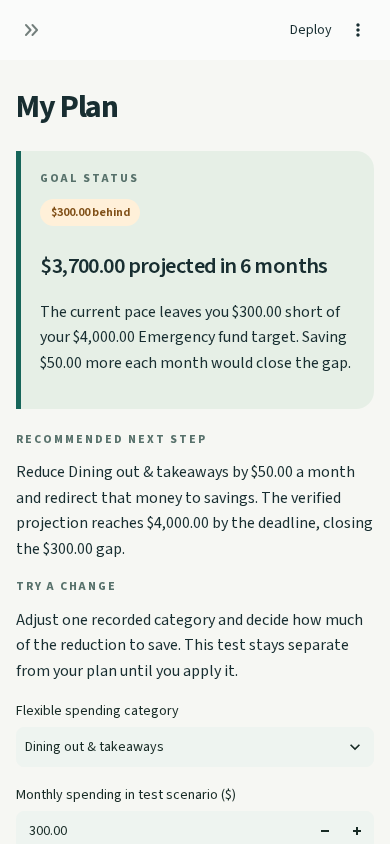 Deploy
My Plan
GOAL STATUS
$300.00 behind
$3,700.00 projected in 6 months
The current pace leaves you $300.00 short of
your $4,000.00 Emergency fund target. Saving
$50.00 more each month would close the gap.
RECOMMENDED NEXT STEP
Reduce Dining out & takeaways by $50.00 a month
and redirect that money to savings. The verified
projection reaches $4,000.00 by the deadline, closing
the $300.00 gap.
TRY A CHANGE
Adjust one recorded category and decide how much
of the reduction to save. This test stays separate
from your plan until you apply it.
Flexible spending category
Dining out & takeaways
Monthly spending in test scenario ($)
300.00